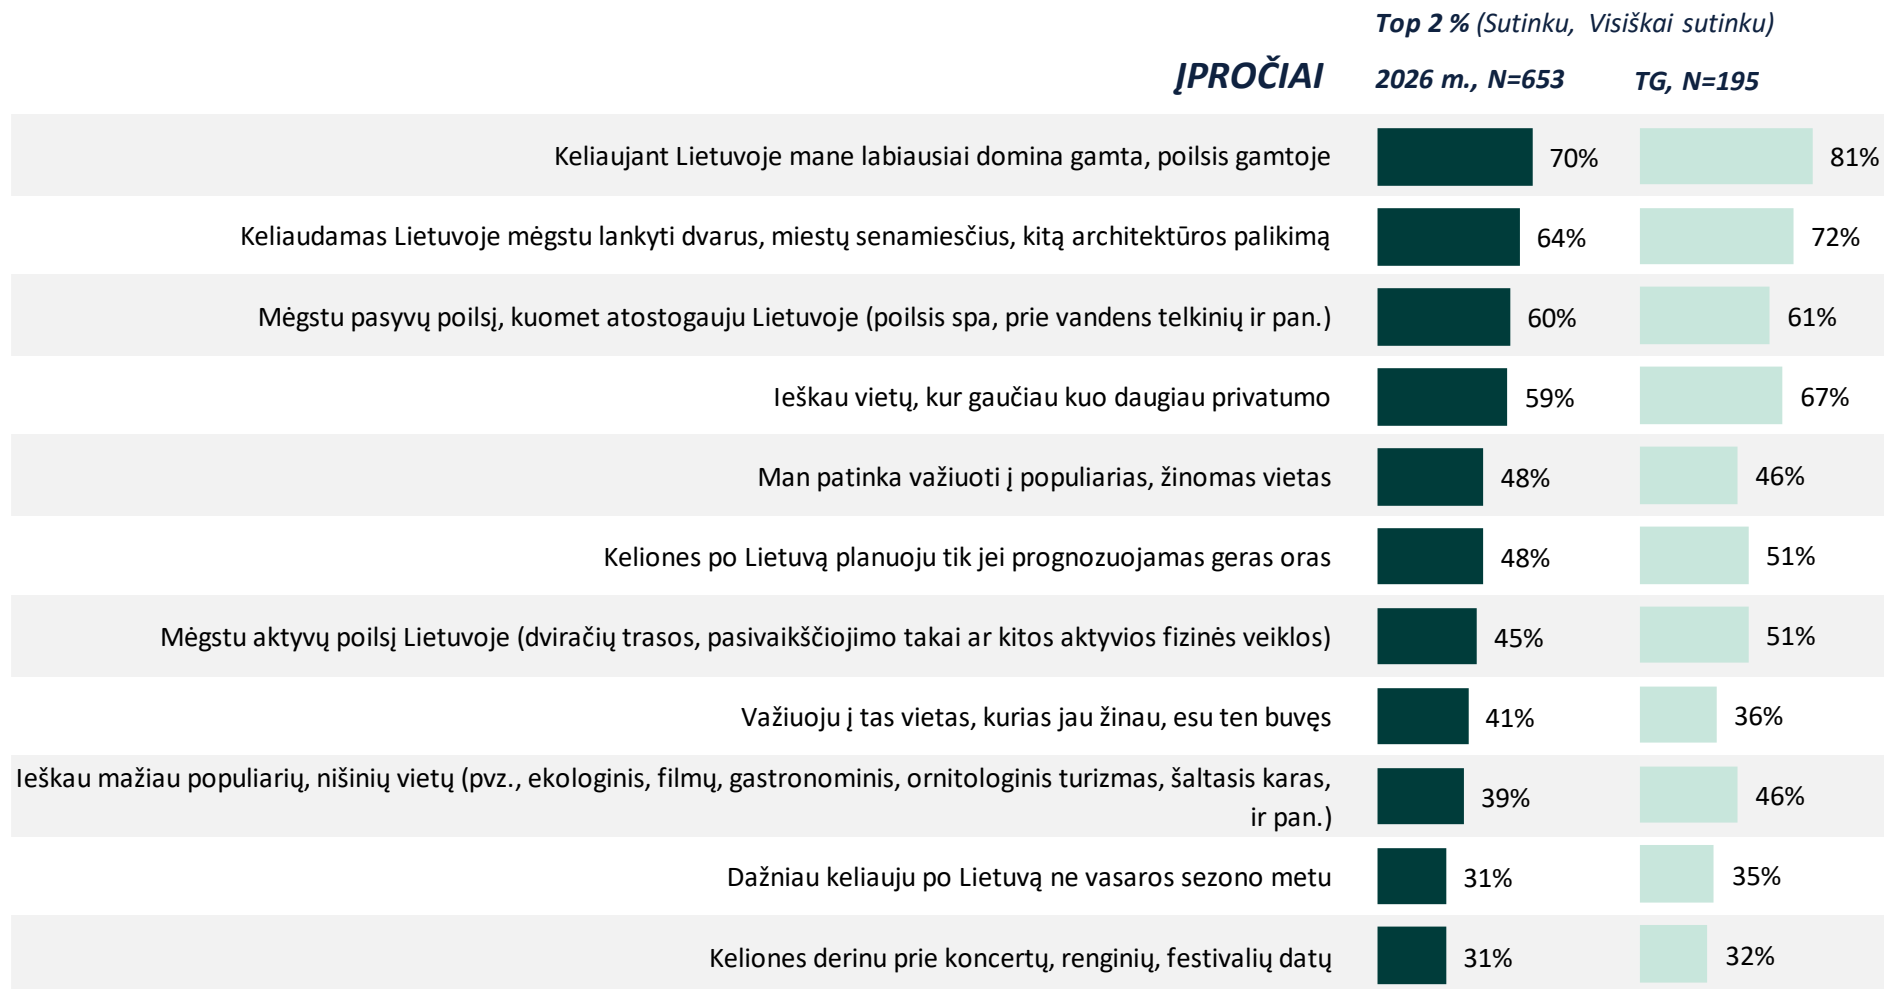 Top 2 % (Sutinku, Visiškai sutinku)
ĮPROČIAI 2026 m., N=653 TG, N=195
Keliaujant Lietuvoje mane labiausiai domina gamta, poilsis gamtoje 70% 81%
Keliaudamas Lietuvoje mėgstu lankyti dvarus, miestų senamiesčius, kitą architektūros palikimą 64% 72%
Mėgstu pasyvų poilsį, kuomet atostogauju Lietuvoje (poilsis spa, prie vandens telkinių ir pan.) 60% 61%
Ieškau vietų, kur gaučiau kuo daugiau privatumo 59% 67%
Man patinka važiuoti į populiarias, žinomas vietas 48% 46%
Keliones po Lietuvą planuoju tik jei prognozuojamas geras oras 48% 51%
Mėgstu aktyvų poilsį Lietuvoje (dviračių trasos, pasivaikščiojimo takai ar kitos aktyvios fizinės veiklos) 45% 51%
Važiuoju į tas vietas, kurias jau žinau, esu ten buvęs 41% 36%
Ieškau mažiau populiarių, nišinių vietų (pvz., ekologinis, filmų, gastronominis, ornitologinis turizmas, šaltasis karas,
ir pan.) 39% 46%
Dažniau keliauju po Lietuvą ne vasaros sezono metu 31% 35%
Keliones derinu prie koncertų, renginių, festivalių datų 31% 32%